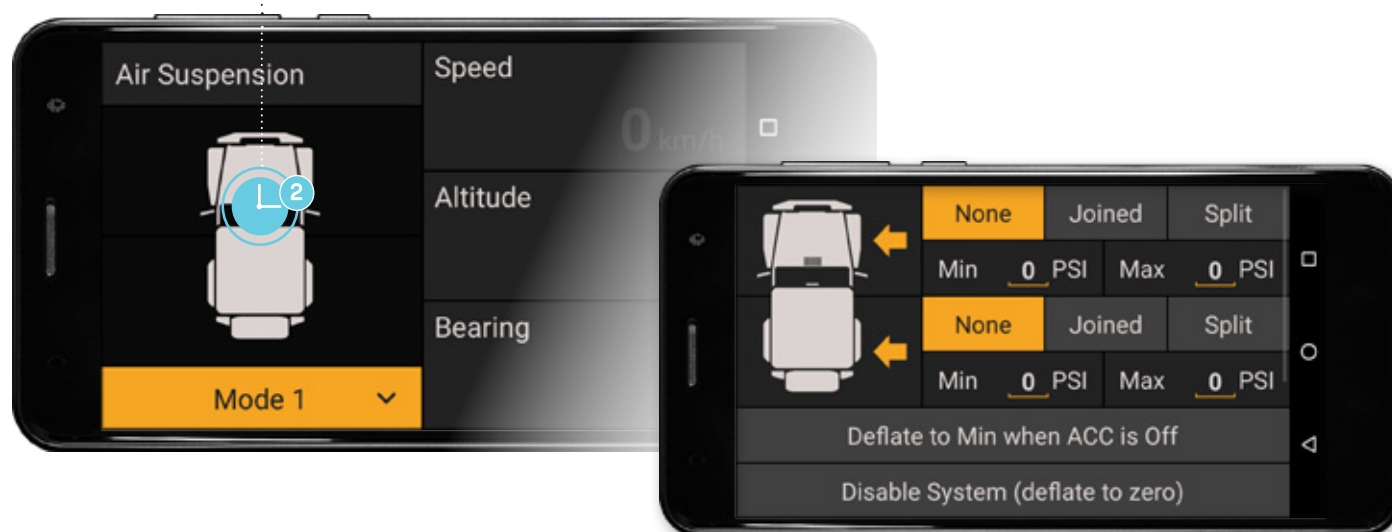 Air Suspension
Speed
0 km/h
2
Altitude
Bearing
Mode 1
None Joined Split
Min 0 PSI Max 0 PSI
None Joined Split
Min 0 PSI Max 0 PSI
Deflate to Min when ACC is Off
Disable System (deflate to zero)